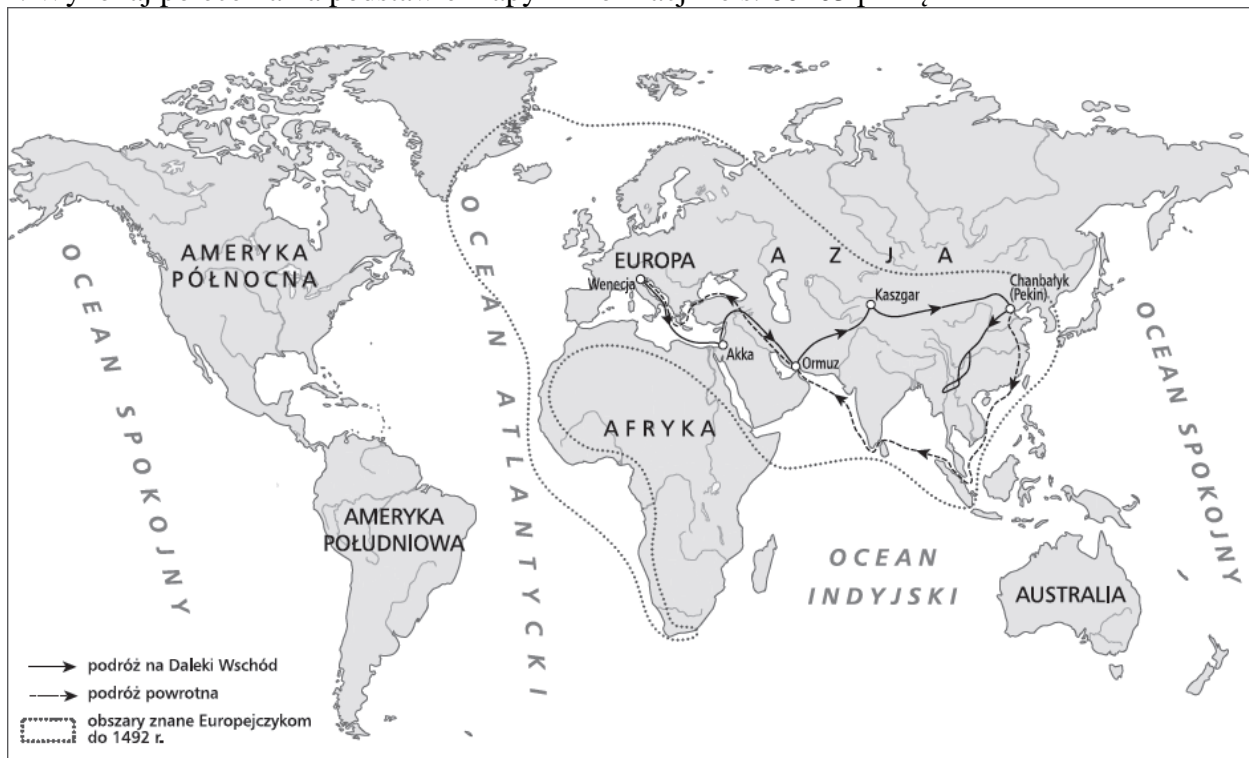 AMERYKA
PÓŁNOCNA
OCEAN SPOKOJNY
OCEAN ATLANTYCKI
EUROPA
Wenecja
AZJA
Kaszgar
Chanbałyk
(Pekin)
Akka
Ormuz
AFRYKA
OCEAN SPOKOJNY
AMERYKA
POŁUDNIOWA
OCEAN
INDYJSKI
AUSTRALIA
podróż na Daleki Wschód
podróż powrotna
obszary znane Europejczykom
do 1492 r.